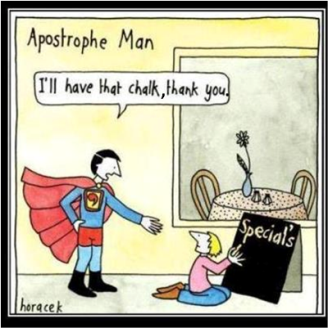 Apostrophe Man
I'll have that chalk, thank you.
Special's
horacek